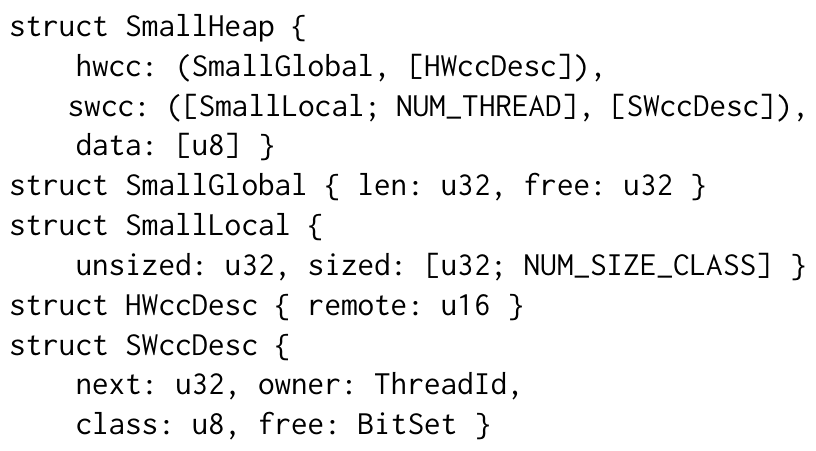 struct SmallHeap {
    hwcc: (SmallGlobal, [HWccDesc]),
    swcc: ([SmallLocal; NUM_THREAD], [SWccDesc]),
    data: [u8] }
struct SmallGlobal { len: u32, free: u32 }
struct SmallLocal {
    unsized: u32, sized: [u32; NUM_SIZE_CLASS] }
struct HWccDesc { remote: u16 }
struct SWccDesc {
    next: u32, owner: ThreadId,
    class: u8, free: BitSet }